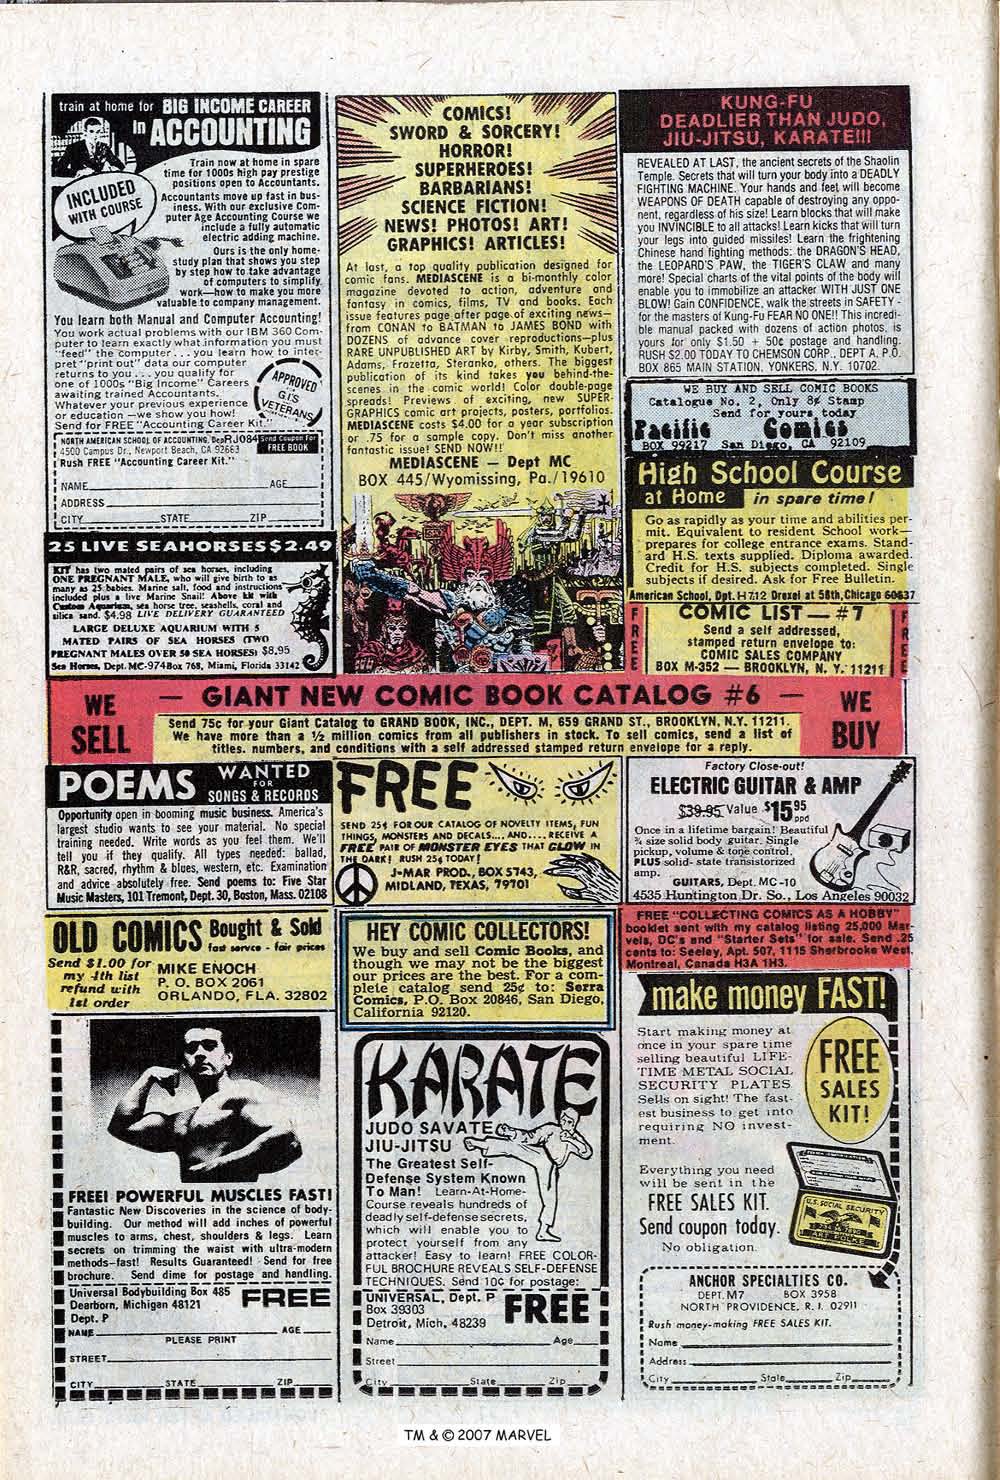 train at home for BIG INCOME CAREER
In ACCOUNTING
INCLUDED
WITH COURSE
Train now at home in spare
time for 1000s high pay prestige
positions open to Accountants.
Accountants move up fast in bus-
iness. With our exclusive Com-
puter Age Accounting Course we
include a fully automatic
electric adding machine.
Ours is the only home-
study plan that shows you step
by step how to take advantage
of computers to simplify
work—how to make you more
valuable to company management.
You learn both Manual and Computer Accounting!
You work actual problems with our IBM 360 Com-
puter to learn exactly what information you must
"feed" the computer . . . you learn how to inter-
pret "print out" data our computer
returns to you . . . You qualify for
one of 1000s "Big Income" Careers
awaiting trained Accountants.
Whatever your previous experience
or education —we show you how!
Send for FREE "Accounting Career Kit."
APPROVED
for
G.I'S
VETERANS
NORTH AMERICAN SCHOOL OF ACCOUNTING, Dept RJ084
4500 Campus Dr., Newport Beach, CA 92663
Send Coupon For
FREE BOOK
Rush FREE "Accounting Career Kit."
NAME AGE
ADDRESS
CITY STATE ZIP
25 LIVE SEAHORSES $2.49
KIT has two mated pairs of sea horses, including
ONE PREGNANT MALE, who will give birth to as
many as 25 babies. Marine salt, food and instructions
included plus a live Marine Snail! Above kit with
Custom Aquarium, sea horse tree, seashells, coral and
silica sand. $4.98 LIVE DELIVERY GUARANTEED
LARGE DELUXE AQUARIUM WITH 5
MATED PAIRS OF SEA HORSES (TWO
PREGNANT MALES OVER 50 SEA HORSES) $8.95
Sea Horses, Dept. MC-974 Box 768, Miami, Florida 33142
COMICS!
SWORD & SORCERY!
HORROR!
SUPERHEROES!
BARBARIANS!
SCIENCE FICTION!
NEWS! PHOTOS! ART!
GRAPHICS! ARTICLES!
At last, a top quality publication designed for
comic fans. MEDIASCENE is a bi-monthly color
magazine devoted to action, adventure and
fantasy in comics, films, TV and books. Each
issue features page after page of exciting news—
from CONAN to BATMAN to JAMES BOND with
DOZENS of advance cover reproductions—plus
RARE UNPUBLISHED ART by Kirby, Smith, Kubert,
Adams, Frazetta, Steranko, others. The biggest
publication of its kind takes you behind-the-
scenes in the comic world! Color double-page
spreads! Previews of exciting, new SUPER-
GRAPHICS comic art projects, posters, portfolios.
MEDIASCENE costs $4.00 for a year subscription
or .75 for a sample copy. Don't miss another
fantastic issue! SEND NOW!!
MEDIASCENE — Dept MC
BOX 445/Wyomissing, Pa./19610
KUNG-FU
DEADLIER THAN JUDO,
JIU-JITSU, KARATE!!!
REVEALED AT LAST, the ancient secrets of the Shaolin
Temple. Secrets that will turn your body into a DEADLY
FIGHTING MACHINE. Your hands and feet will become
WEAPONS OF DEATH capable of destroying any oppo-
nent, regardless of his size! Learn blocks that will make
you INVINCIBLE to all attacks! Learn kicks that will turn
your legs into guided missiles! Learn the frightening
Chinese hand fighting methods: the DRAGON'S HEAD,
the LEOPARD'S PAW, the TIGER'S CLAW and many
more! Special charts of the vital points of the body will
enable you to immobilize an attacker WITH JUST ONE
BLOW! Gain CONFIDENCE, walk the streets in SAFETY -
for the masters of Kung-Fu FEAR NO ONE!! This incredi-
ble manual packed with dozens of action photos, is
yours for only $1.50 + 50¢ postage and handling.
RUSH $2.00 TODAY TO CHEMSON CORP., DEPT A, P.O.
BOX 865 MAIN STATION, YONKERS, N.Y. 10702.
WE BUY AND SELL COMIC BOOKS
Catalogue No. 2, Only 8¢ Stamp
Send for yours today
Pacific Comics
BOX 99217 San Diego, CA 92109
High School Course
at Home in spare time!
Go as rapidly as your time and abilities per-
mit. Equivalent to resident School work—
prepares for college entrance exams. Stand-
ard H.S. texts supplied. Diploma awarded.
Credit for H.S. subjects completed. Single
subjects if desired. Ask for Free Bulletin.
American School, Dpt. H712 Drexel at 58th, Chicago 60637
FREE
COMIC LIST — #7
Send a self addressed,
stamped return envelope to:
COMIC SALES COMPANY
BOX M-352 — BROOKLYN, N. Y. 11211
FREE
WE
SELL
— GIANT NEW COMIC BOOK CATALOG #6 —
Send 75c for your Giant Catalog to GRAND BOOK, INC., DEPT. M, 659 GRAND ST., BROOKLYN, N.Y. 11211.
We have more than a ½ million comics from all publishers in stock. To sell comics, send a list of
titles. numbers, and conditions with a self addressed stamped return envelope for a reply.
WE
BUY
POEMS WANTED
FOR
SONGS & RECORDS
Opportunity open in booming music business. America's
largest studio wants to see your material. No special
training needed. Write words as you feel them. We'll
tell you if they qualify. All types needed: ballad,
R&R, sacred, rhythm & blues, western, etc. Examination
and advice absolutely free. Send poems to: Five Star
Music Masters, 101 Tremont, Dept. 30, Boston, Mass. 02108
FREE
SEND 25¢ FOR OUR CATALOG OF NOVELTY ITEMS, FUN
THINGS, MONSTERS AND DECALS.... AND.... RECEIVE A
FREE PAIR OF MONSTER EYES THAT GLOW IN
THE DARK! RUSH 25¢ TODAY!
J-MAR PROD., BOX 5743,
MIDLAND, TEXAS, 79701
Factory Close-out!
ELECTRIC GUITAR & AMP
$39.95 Value $15.95 ppd
Once in a lifetime bargain! Beautiful
¾ size solid body guitar. Single
pickup, volume & tone control,
PLUS solid-state transistorized
amp.
GUITARS, Dept. MC-10
4535 Huntington Dr. So., Los Angeles 90032
OLD COMICS Bought & Sold
fast service - fair prices
Send $1.00 for
my 4th list
refund with
1st order
MIKE ENOCH
P. O. BOX 2061
ORLANDO, FLA. 32802
HEY COMIC COLLECTORS!
We buy and sell Comic Books, and
though we may not be the biggest
our prices are the best. For a com-
plete catalog send 25¢ to: Serra
Comics, P.O. Box 20846, San Diego,
California 92120.
FREE "COLLECTING COMICS AS A HOBBY"
booklet sent with my catalog listing 25,000 Mar-
vels, DC's and "Starter Sets" for sale. Send .25
cents to: Seeley, Apt. 507, 1115 Sherbrooke West,
Montreal, Canada H3A 1H3.
FREE! POWERFUL MUSCLES FAST!
Fantastic New Discoveries in the science of body-
building. Our method will add inches of powerful
muscles to arms, chest, shoulders & legs. Learn
secrets on trimming the waist with ultra-modern
methods—fast! Results Guaranteed! Send for free
brochure. Send dime for postage and handling.
Universal Bodybuilding Box 485
Dearborn, Michigan 48121
Dept. P
FREE
NAME AGE
PLEASE PRINT
STREET
CITY STATE ZIP
KARATE
JUDO SAVATE
JIU-JITSU
The Greatest Self-
Defense System Known
To Man! Learn-At-Home-
Course reveals hundreds of
deadly self-defense secrets,
which will enable you to
protect yourself from any
attacker! Easy to learn! FREE COLOR-
FUL BROCHURE REVEALS SELF-DEFENSE
TECHNIQUES. Send 10¢ for postage:
UNIVERSAL, Dept. P
Box 39303
Detroit, Mich. 48239
FREE
Name Age
Street
City State Zip
make money FAST!
Start making money at
once in your spare time
selling beautiful LIFE-
TIME METAL SOCIAL
SECURITY PLATES.
Sells on sight! The fast-
est business to get into
requiring NO invest-
ment.
FREE
SALES
KIT!
Everything you need
will be sent in the
FREE SALES KIT.
Send coupon today.
No obligation.
U.S. SOCIAL SECURITY
ANCHOR SPECIALTIES CO.
DEPT. M7 BOX 3958
NORTH PROVIDENCE, R. I. 02911
Rush money-making FREE SALES KIT.
Name
Address
City State Zip
TM & © 2007 MARVEL